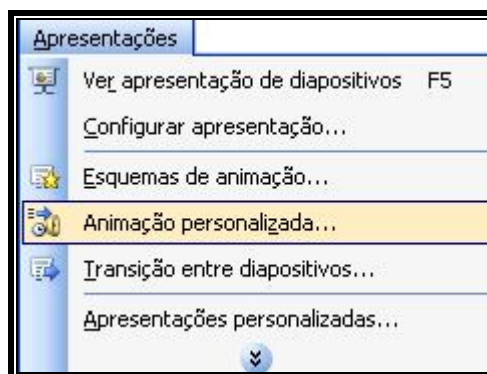 Apresentações
Ver apresentação de diapositivos F5
Configurar apresentação...
Esquemas de animação...
Animação personalizada...
Transição entre diapositivos...
Apresentações personalizadas...